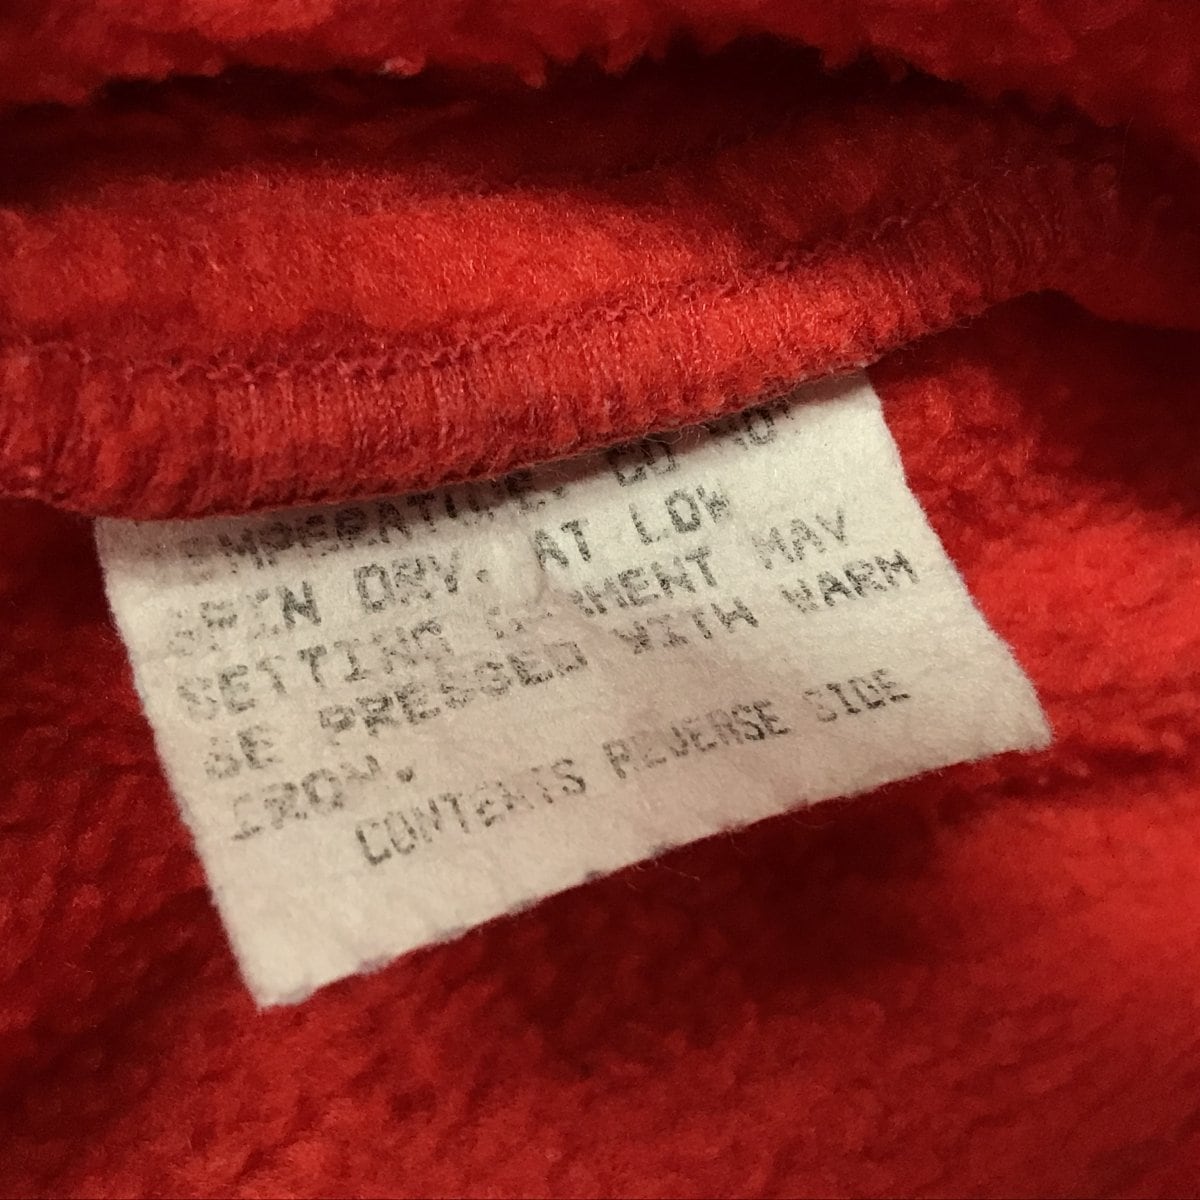 TEMPERATURE. DO NOT
SPIN DRY. AT LOW
SETTING GARMENT MAY
BE PRESSED WITH WARM
IRON.
CONTENTS REVERSE SIDE